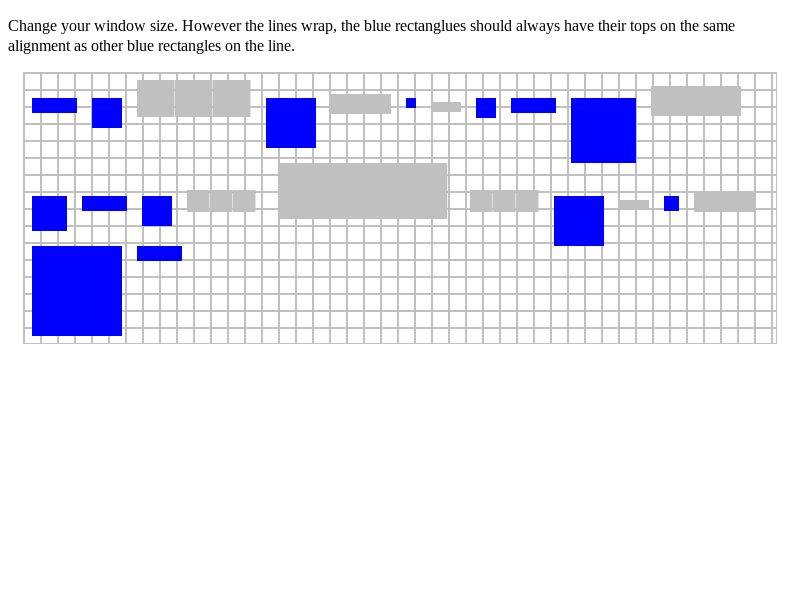 Change your window size. However the lines wrap, the blue rectanglues should always have their tops on the same
alignment as other blue rectangles on the line.